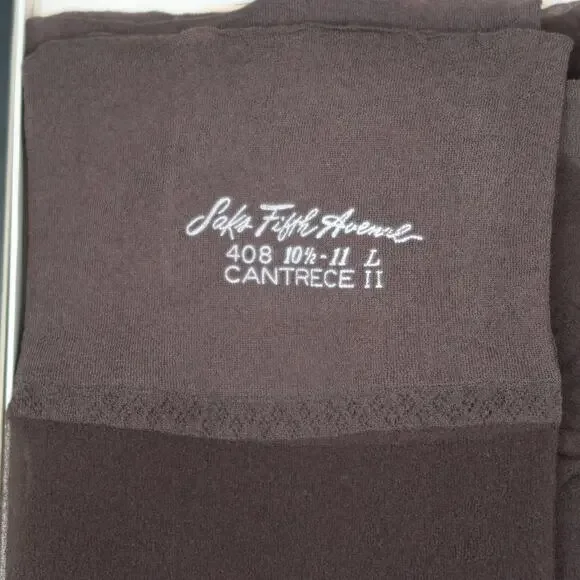 Saks Fifth Avenue
408 10½-11 L
CANTRECE II